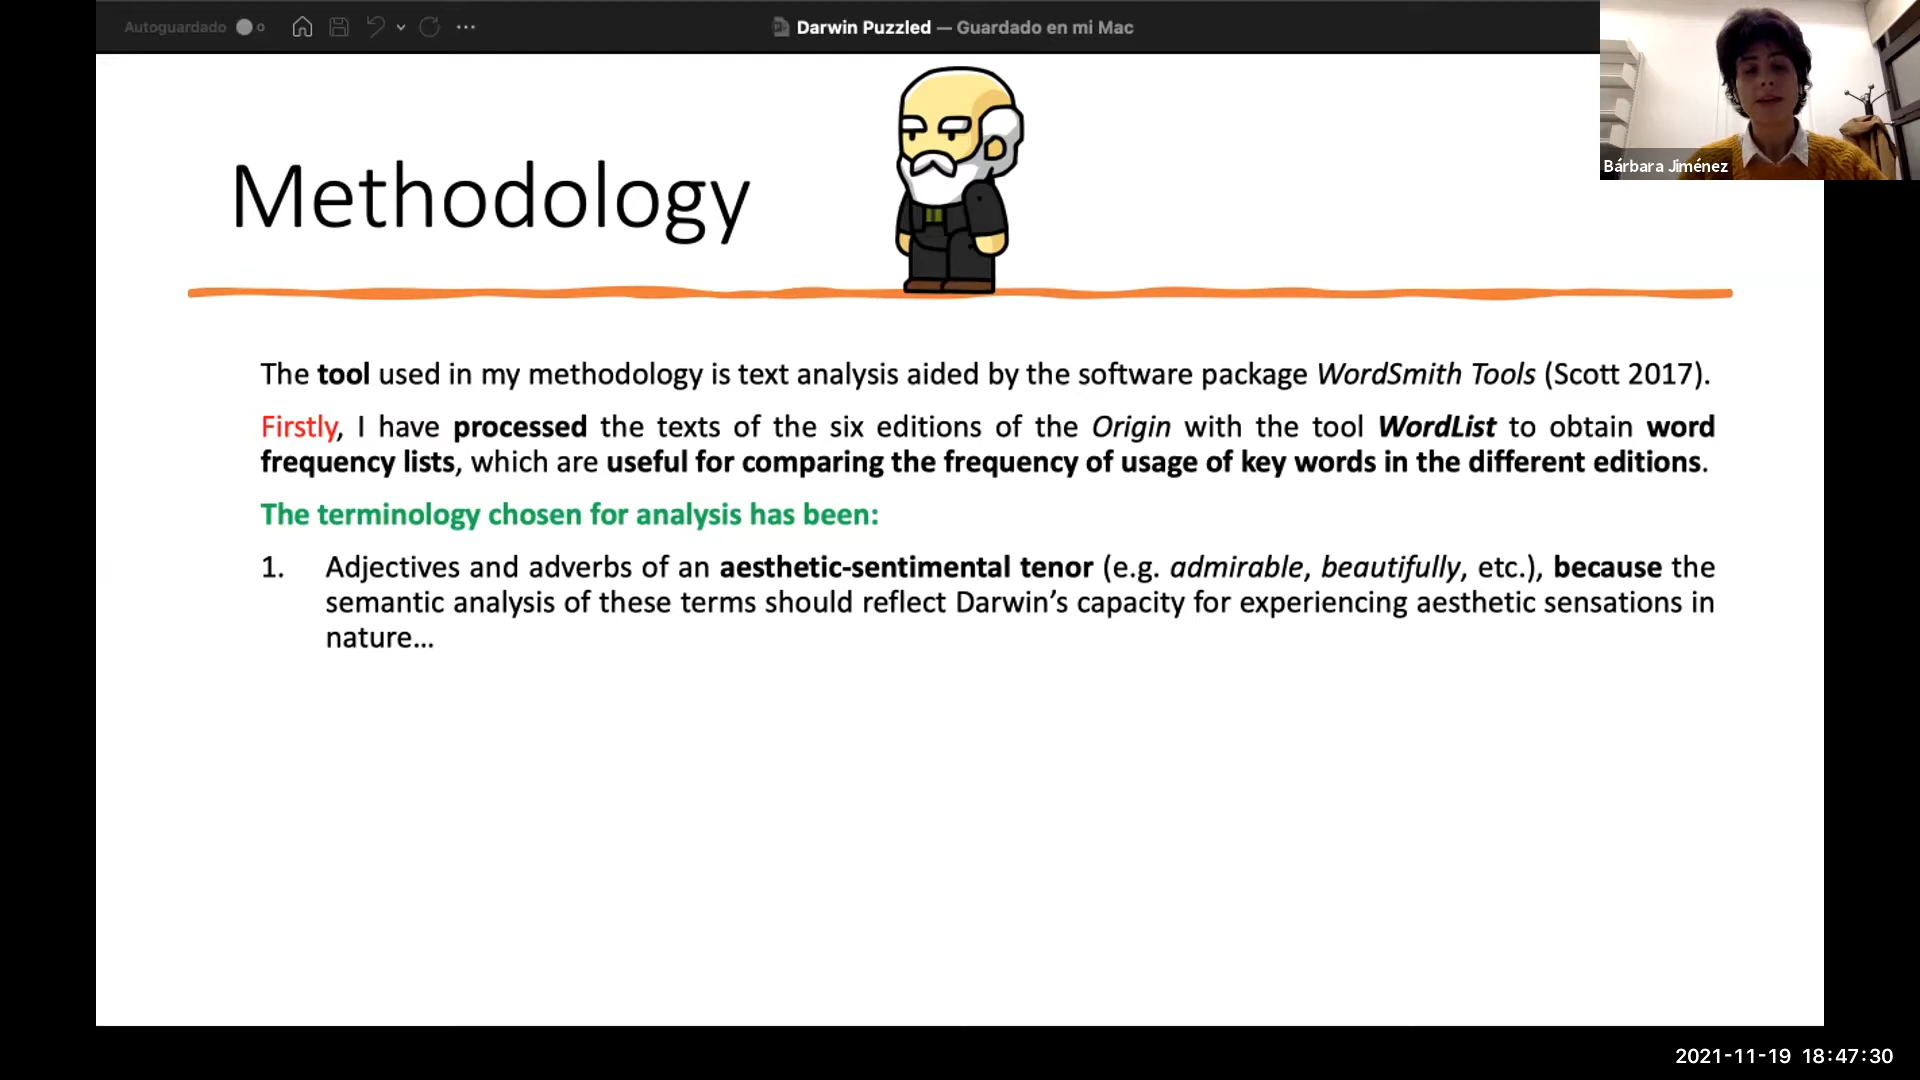 Autoguardado
Darwin Puzzled — Guardado en mi Mac
Bárbara Jiménez
Methodology
The tool used in my methodology is text analysis aided by the software package WordSmith Tools (Scott 2017).
Firstly, I have processed the texts of the six editions of the Origin with the tool WordList to obtain word
frequency lists, which are useful for comparing the frequency of usage of key words in the different editions.
The terminology chosen for analysis has been:
1. Adjectives and adverbs of an aesthetic-sentimental tenor (e.g. admirable, beautifully, etc.), because the
semantic analysis of these terms should reflect Darwin’s capacity for experiencing aesthetic sensations in
nature...
2021-11-19 18:47:30